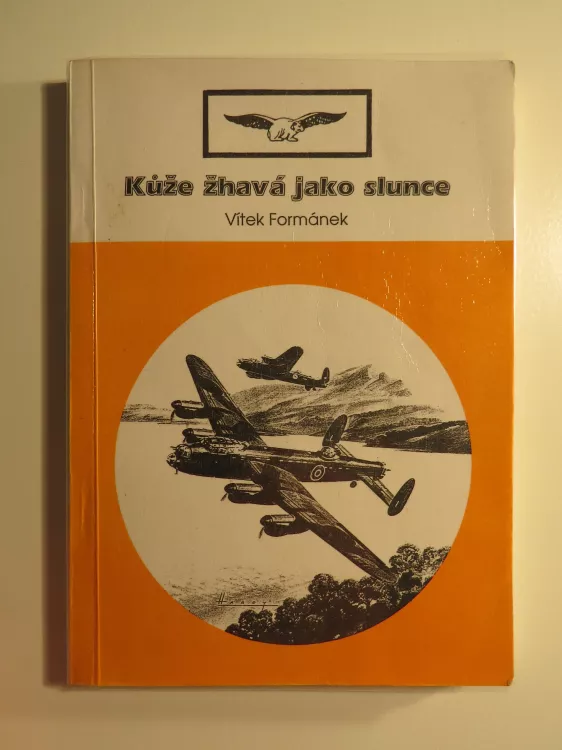 Kůže žhavá jako slunce
Vítek Formánek